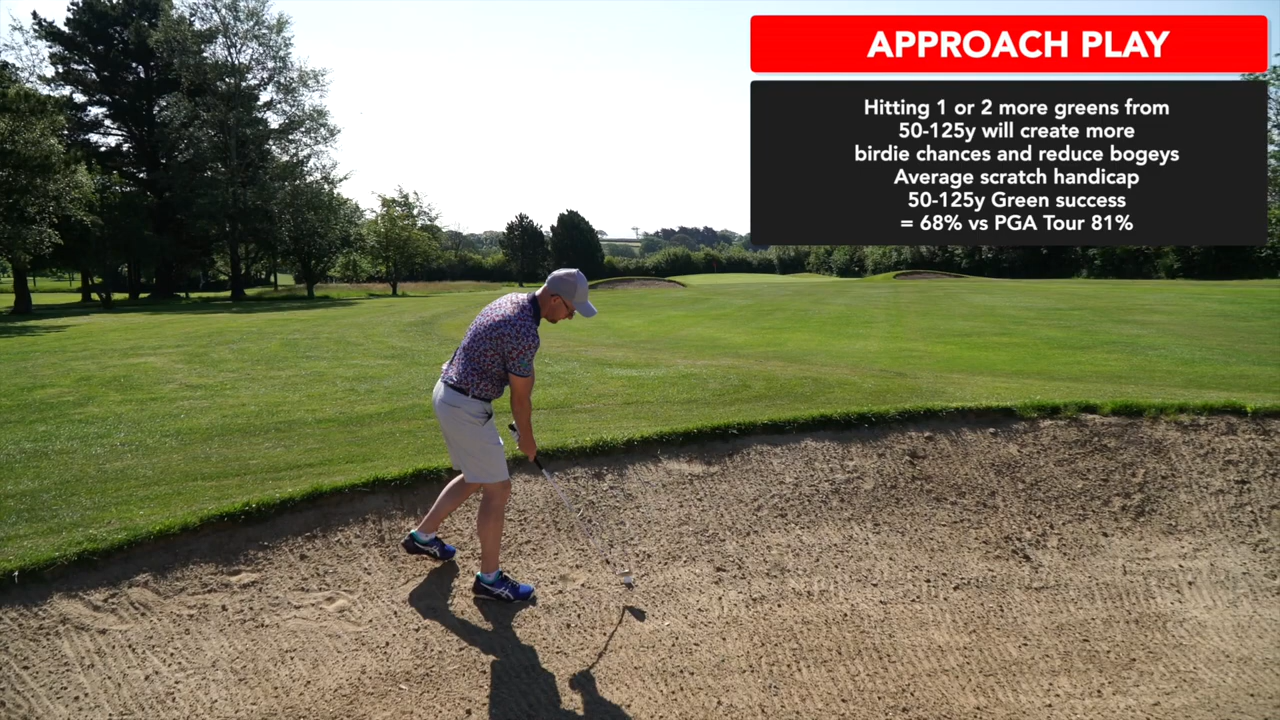 APPROACH PLAY
Hitting 1 or 2 more greens from
50-125y will create more
birdie chances and reduce bogeys
Average scratch handicap
50-125y Green success
= 68% vs PGA Tour 81%